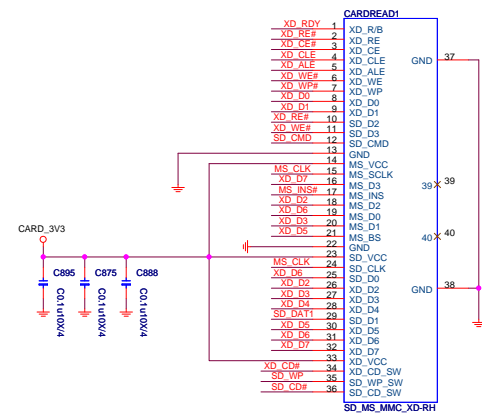 CARDREAD1
XD_RDY 1 XD_R/B
XD_RE# 2 XD_RE
XD_CE# 3 XD_CE
XD_CLE 4 XD_CLE GND 37
XD_ALE 5 XD_ALE
XD_WE# 6 XD_WE
XD_WP# 7 XD_WP
XD_D0 8 XD_D0
XD_D1 9 XD_D1
XD_RE# 10 SD_D2
XD_WE# 11 SD_D3
SD_CMD 12 SD_CMD
13 GND
14 MS_VCC
MS_CLK 15 MS_SCLK
XD_D7 16 MS_D3 39 39
MS_INS# 17 MS_INS
XD_D2 18 MS_D2
XD_D6 19 MS_D0
XD_D3 20 MS_D1
XD_D5 21 MS_BS 40 40
22 GND
23 SD_VCC
MS_CLK 24 SD_CLK
XD_D6 25 SD_D0
XD_D2 26 XD_D2
XD_D3 27 XD_D3 GND 38
XD_D4 28 XD_D4
SD_DAT1 29 SD_D1
XD_D5 30 XD_D5
XD_D6 31 XD_D6
XD_D7 32 XD_D7
33 XD_VCC
XD_CD# 34 XD_CD_SW
SD_WP 35 SD_WP_SW
SD_CD# 36 SD_CD_SW
SD_MS_MMC_XD-RH
CARD_3V3
C895 C875 C888
C0.1u10X/4 C0.1u10X/4 C0.1u10X/4